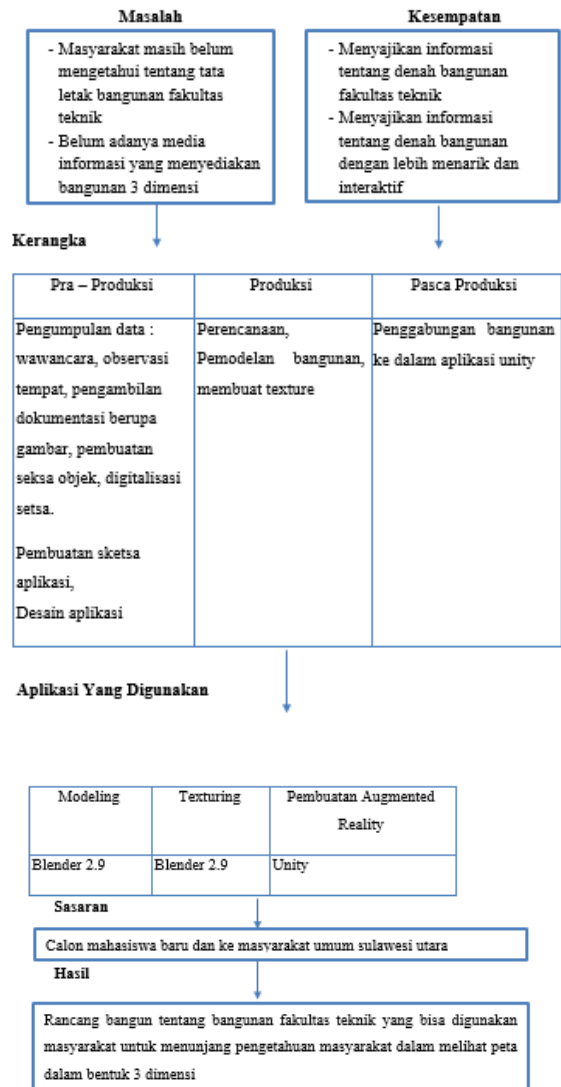 Masalah
- Masyarakat masih belum
mengetahui tentang tata
letak bangunan fakultas
teknik
- Belum adanya media
informasi yang menyediakan
bangunan 3 dimensi
Kesempatan
- Menyajikan informasi
tentang denah bangunan
fakultas teknik
- Menyajikan informasi
tentang denah bangunan
dengan lebih menarik dan
interaktif
Kerangka
Pra – Produksi
Produksi
Pasca Produksi
Pengumpulan data :
wawancara, observasi
tempat, pengambilan
dokumentasi berupa
gambar, pembuatan
seksa objek, digitalisasi
setsa.
Pembuatan sketsa
aplikasi,
Desain aplikasi
Perencanaan,
Pemodelan bangunan,
membuat texture
Penggabungan bangunan
ke dalam aplikasi unity
Aplikasi Yang Digunakan
Modeling
Texturing
Pembuatan Augmented
Reality
Blender 2.9
Blender 2.9
Unity
Sasaran
Calon mahasiswa baru dan ke masyarakat umum sulawesi utara
Hasil
Rancang bangun tentang bangunan fakultas teknik yang bisa digunakan
masyarakat untuk menunjang pengetahuan masyarakat dalam melihat peta
dalam bentuk 3 dimensi